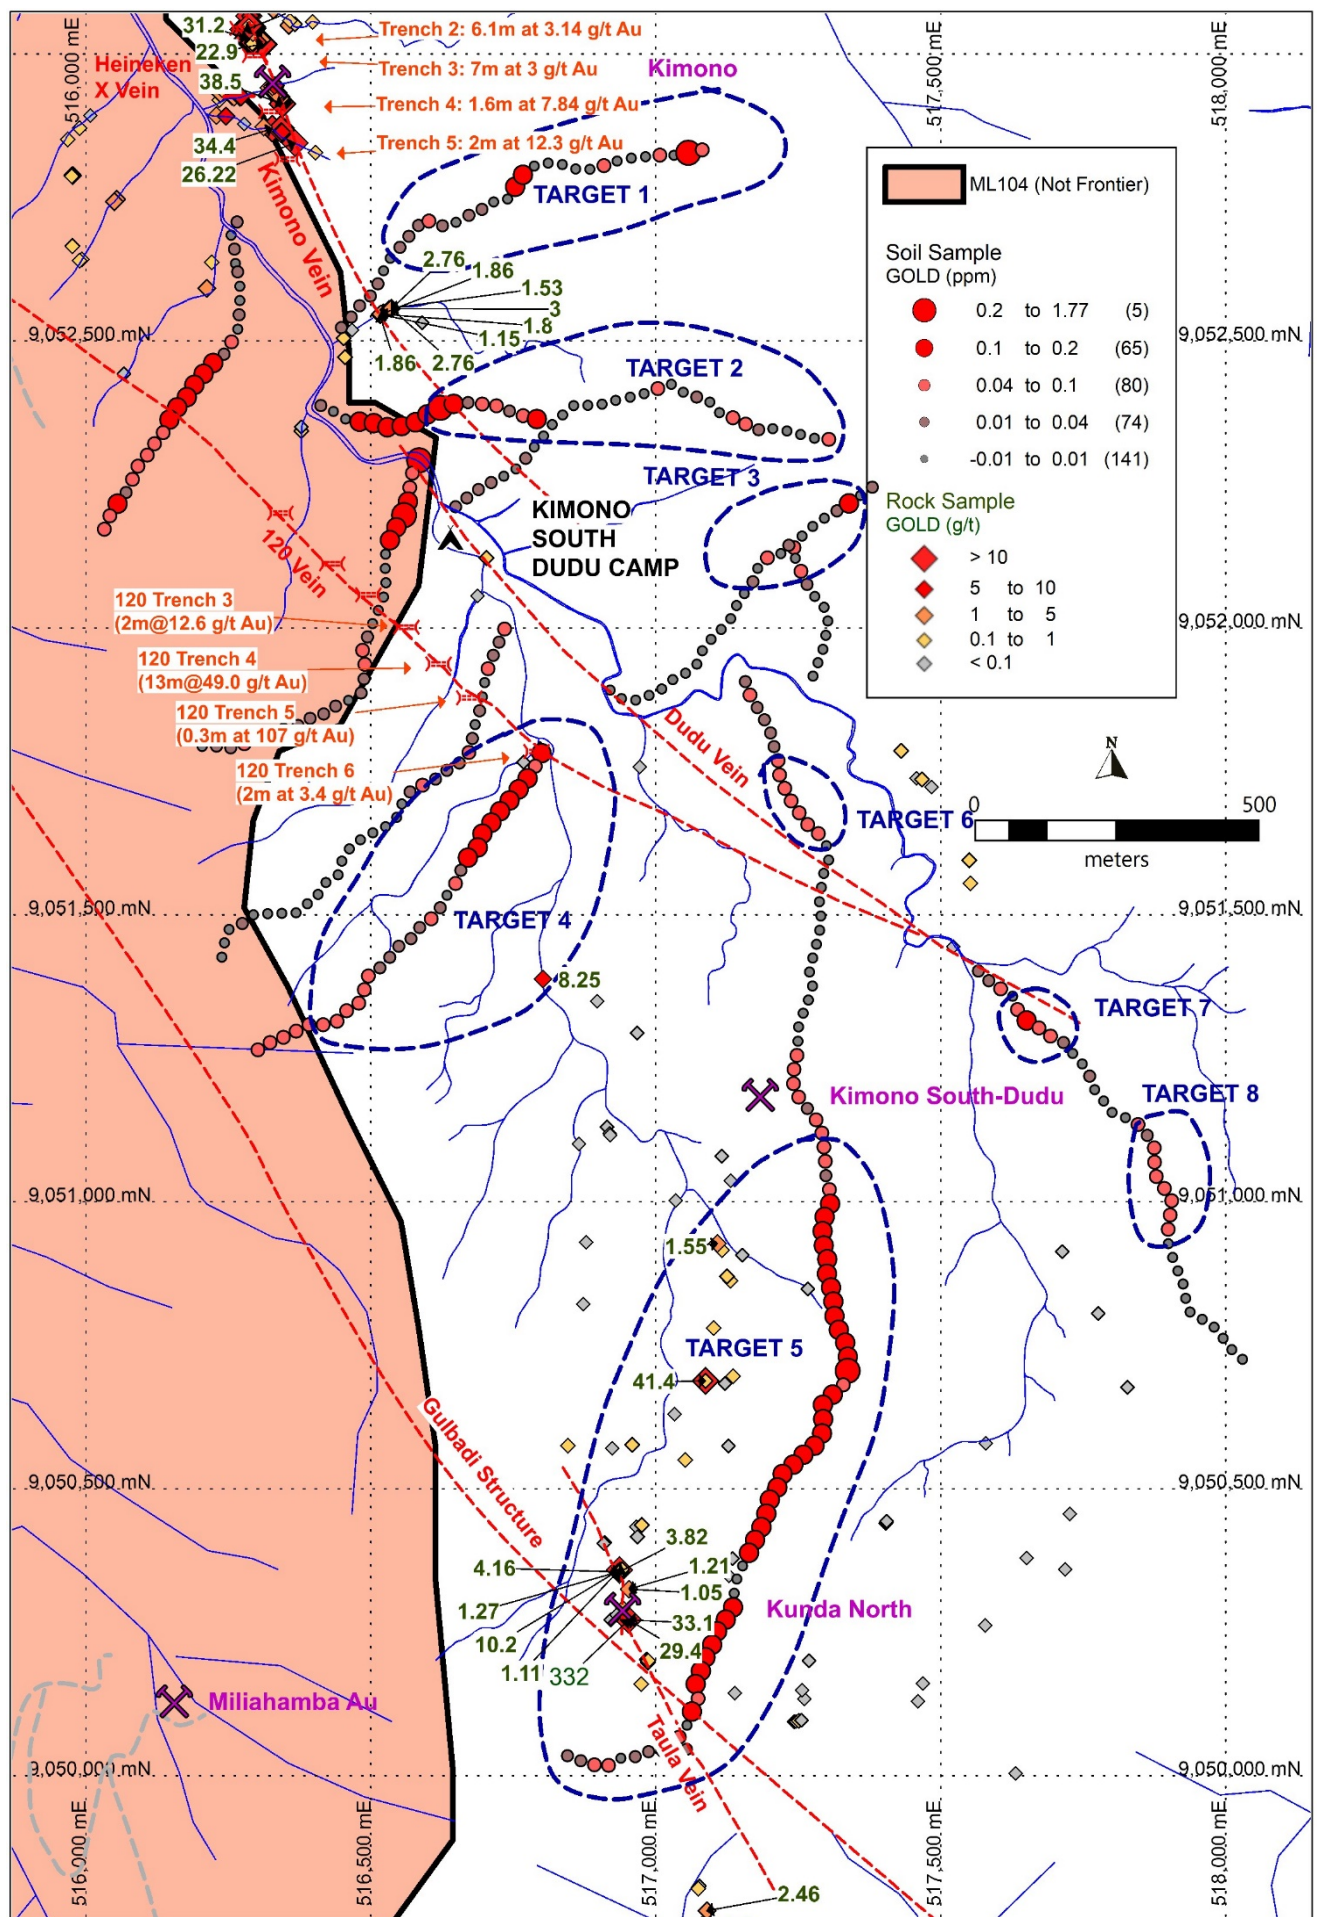 31.2
Trench 2: 6.1m at 3.14 g/t Au
22.9
Heineken
X Vein
Trench 3: 7m at 3 g/t Au
Kimono
38.5
Trench 4: 1.6m at 7.84 g/t Au
34.4
Trench 5: 2m at 12.3 g/t Au
26.22
516,000 mE
517,500 mE
518,000 mE
Kimono Vein
TARGET 1
ML104 (Not Frontier)
Soil Sample
GOLD (ppm)
0.2 to 1.77 (5)
0.1 to 0.2 (65)
0.04 to 0.1 (80)
0.01 to 0.04 (74)
-0.01 to 0.01 (141)
Rock Sample
GOLD (g/t)
> 10
5 to 10
1 to 5
0.1 to 1
< 0.1
2.76
1.86
1.53
3
1.8
1.15
1.86
2.76
9,052,500 mN
9,052,500 mN
TARGET 2
TARGET 3
KIMONO
SOUTH
DUDU CAMP
120 Vein
120 Trench 3
(2m@12.6 g/t Au)
9,052,000 mN
120 Trench 4
(13m@49.0 g/t Au)
120 Trench 5
(0.3m at 107 g/t Au)
120 Trench 6
(2m at 3.4 g/t Au)
Dudu Vein
N
0 500
meters
TARGET 6
9,051,500 mN
9,051,500 mN
TARGET 4
8.25
TARGET 7
Kimono South-Dudu
TARGET 8
9,051,000 mN
9,051,000 mN
1.55
TARGET 5
41.4
Gulbadi Structure
9,050,500 mN
9,050,500 mN
3.82
4.16
1.21
1.05
1.27
33.1
10.2
29.4
1.11
332
Kunda North
Miliahamba Au
Taula Vein
9,050,000 mN
9,050,000 mN
516,000 mE
516,500 mE
517,000 mE
517,500 mE
518,000 mE
2.46